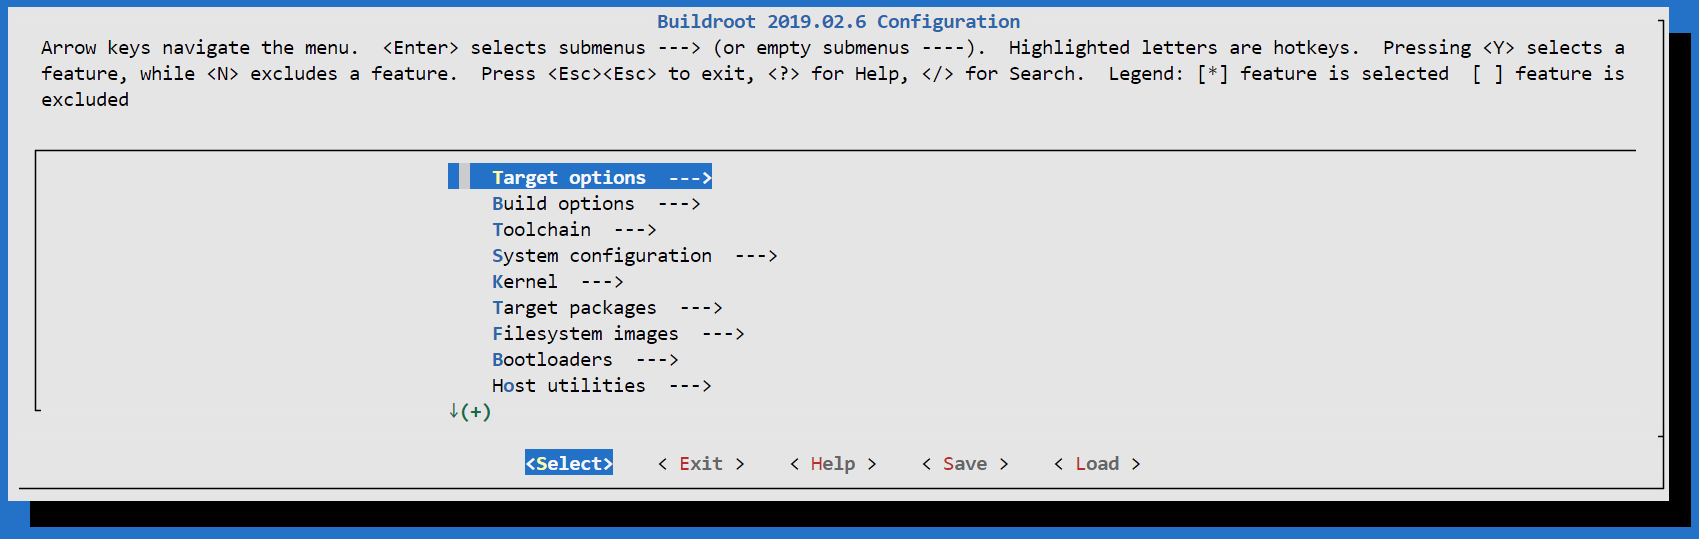 Buildroot 2019.02.6 Configuration
Arrow keys navigate the menu.  <Enter> selects submenus ---> (or empty submenus ----).  Highlighted letters are hotkeys.  Pressing <Y> selects a
feature, while <N> excludes a feature.  Press <Esc><Esc> to exit, <?> for Help, </> for Search.  Legend: [*] feature is selected  [ ] feature is
excluded
Target options  --->
Build options  --->
Toolchain  --->
System configuration  --->
Kernel  --->
Target packages  --->
Filesystem images  --->
Bootloaders  --->
Host utilities  --->
↓(+)
<Select>    < Exit >    < Help >    < Save >    < Load >